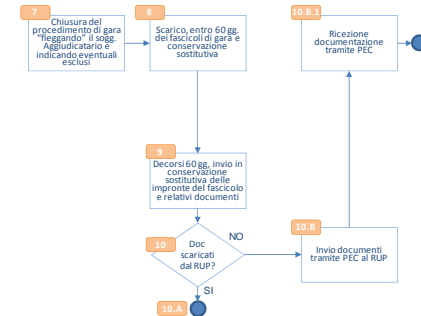 7
Chiusura del
procedimento di gara
"fleggando" il sogg.
Aggiudicatario e
indicando eventuali
esclusi
8
Scarico, entro 60 gg.
dei fascicoli di gara e
conservazione
sostitutiva
10.B.1
Ricezione
documentazione
tramite PEC
9
Decorsi 60 gg, invio in
conservazione
sostitutiva delle
impronte del fascicolo
e relativi documenti
10
Doc
scaricati
dal RUP?
NO
SI
10.B
Invio documenti
tramite PEC al RUP
10.A